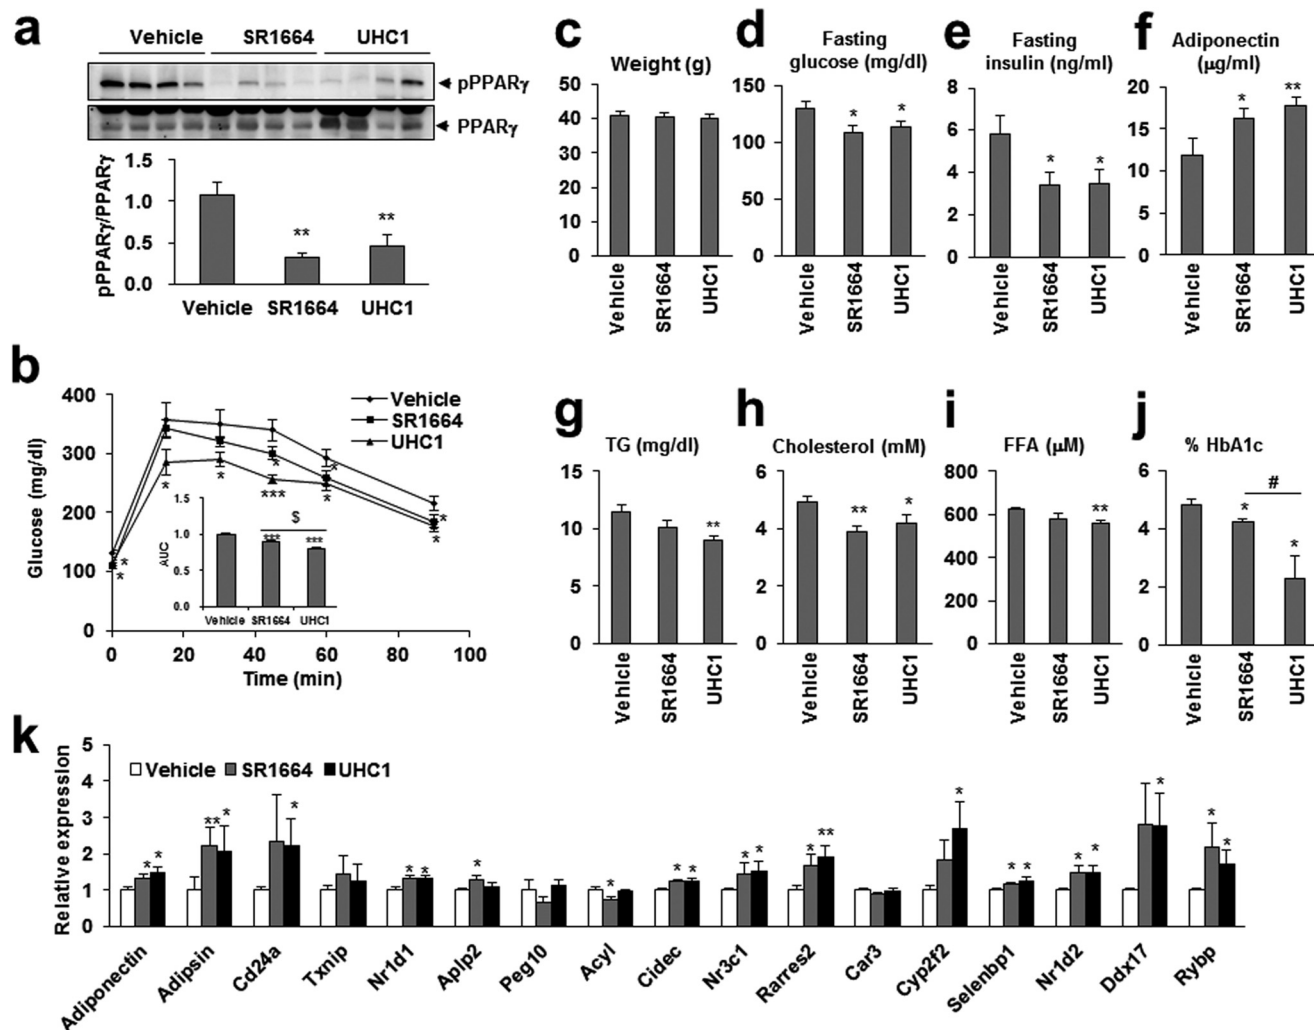 a
Vehicle SR1664 UHC1
pPPARγ
PPARγ
pPPARγ/PPARγ
1.5
1.0
0.5
0.0
**
**
Vehicle SR1664 UHC1
b
Glucose (mg/dl)
400
300
200
100
0
Vehicle
SR1664
UHC1
*
*
*
*
***
*
*
*
*
*
*
AUC
1.5
1.0
0.5
0.0
$
*** ***
Vehicle SR1664 UHC1
0 20 40 60 80 100
Time (min)
c
Weight (g)
50
40
30
20
10
0
Vehicle
SR1664
UHC1
d
Fasting
glucose (mg/dl)
150
100
50
0
* *
Vehicle
SR1664
UHC1
e
Fasting
insulin (ng/ml)
8
6
4
2
0
* *
Vehicle
SR1664
UHC1
f
Adiponectin
(μg/ml)
20
15
10
5
0
* **
Vehicle
SR1664
UHC1
g
TG (mg/dl)
15
10
5
0
**
Vehicle
SR1664
UHC1
h
Cholesterol (mM)
6
4
2
0
** *
Vehicle
SR1664
UHC1
i
FFA (μM)
800
600
400
200
0
**
Vehicle
SR1664
UHC1
j
% HbA1c
6
4
2
0
#
* *
Vehicle
SR1664
UHC1
k
Relative expression
5
4
3
2
1
0
Vehicle SR1664 UHC1
* * ** * * * * * * * * * * * ** * * * * * * * *
Adiponectin
Adipsin
Cd24a
Txnip
Nr1d1
Aplp2
Peg10
Acyl
Cidec
Nr3c1
Rarres2
Car3
Cyp2f2
Selenbp1
Nr1d2
Ddx17
Rybp